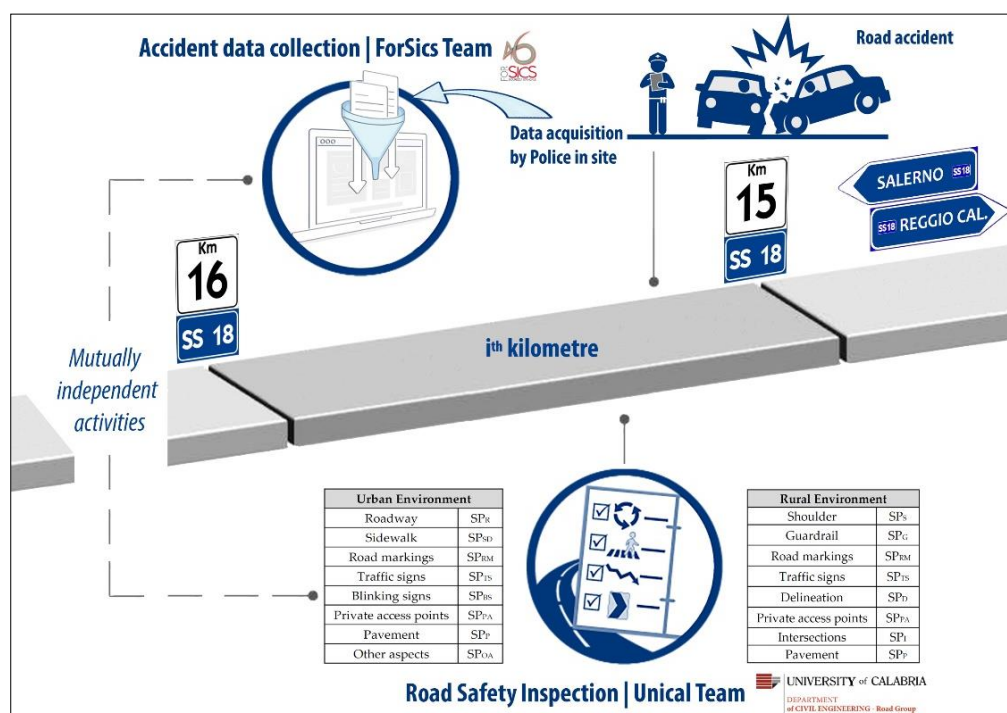 Accident data collection | ForSics Team
FOR
SICS
Road accident
Data acquisition
by Police in site
Km
15
SS 18
SALERNO SS18
SS18 REGGIO CAL.
Km
16
SS 18
ith kilometre
Mutually
independent
activities
Urban Environment
Roadway SPR
Sidewalk SPSD
Road markings SPRM
Traffic signs SPTS
Blinking signs SPBS
Private access points SPPA
Pavement SPP
Other aspects SPOA
Rural Environment
Shoulder SPS
Guardrail SPG
Road markings SPRM
Traffic signs SPTS
Delineation SPD
Private access points SPPA
Intersections SPI
Pavement SPP
Road Safety Inspection | Unical Team
UNIVERSITY of CALABRIA
DEPARTMENT
of CIVIL ENGINEERING - Road Group